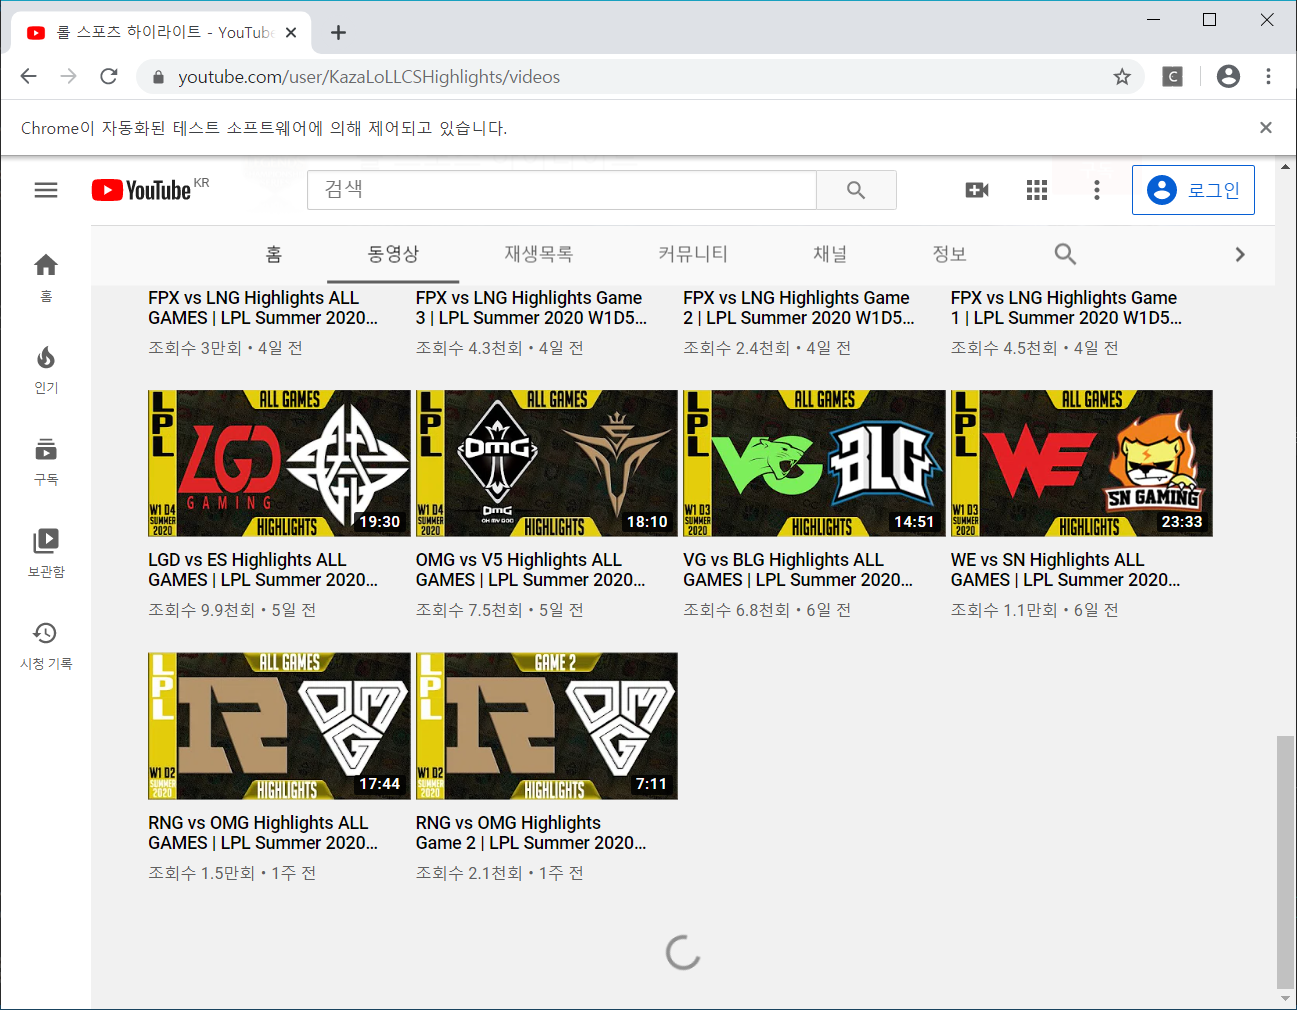 롤 스포츠 하이라이트 - YouTube
youtube.com/user/KazaLoLLCSHighlights/videos
C
Chrome이 자동화된 테스트 소프트웨어에 의해 제어되고 있습니다.
YouTube KR
검색
로그인
홈 동영상 재생목록 커뮤니티 채널 정보
홈
인기
구독
보관함
시청 기록
FPX vs LNG Highlights ALL
GAMES | LPL Summer 2020...
조회수 3만회 • 4일 전
FPX vs LNG Highlights Game
3 | LPL Summer 2020 W1D5...
조회수 4.3천회 • 4일 전
FPX vs LNG Highlights Game
2 | LPL Summer 2020 W1D5...
조회수 2.4천회 • 4일 전
FPX vs LNG Highlights Game
1 | LPL Summer 2020 W1D5...
조회수 4.5천회 • 4일 전
LPL
ALL GAMES
LGD
GAMING
W1 D4
SUMMER
2020
HIGHLIGHTS
19:30
LGD vs ES Highlights ALL
GAMES | LPL Summer 2020...
조회수 9.9천회 • 5일 전
LPL
ALL GAMES
OMG
OMG
OH MY GOD
W1 D4
SUMMER
2020
HIGHLIGHTS
18:10
OMG vs V5 Highlights ALL
GAMES | LPL Summer 2020...
조회수 7.5천회 • 5일 전
LPL
ALL GAMES
VG
BLG
W1 D3
SUMMER
2020
HIGHLIGHTS
14:51
VG vs BLG Highlights ALL
GAMES | LPL Summer 2020...
조회수 6.8천회 • 6일 전
LPL
ALL GAMES
WE
SN GAMING
W1 D3
SUMMER
2020
HIGHLIGHTS
23:33
WE vs SN Highlights ALL
GAMES | LPL Summer 2020...
조회수 1.1만회 • 6일 전
LPL
ALL GAMES
R
OMG
W1 D2
SUMMER
2020
HIGHLIGHTS
17:44
RNG vs OMG Highlights ALL
GAMES | LPL Summer 2020...
조회수 1.5만회 • 1주 전
LPL
GAME 2
R
OMG
W1 D2
SUMMER
2020
HIGHLIGHTS
7:11
RNG vs OMG Highlights
Game 2 | LPL Summer 2020...
조회수 2.1천회 • 1주 전